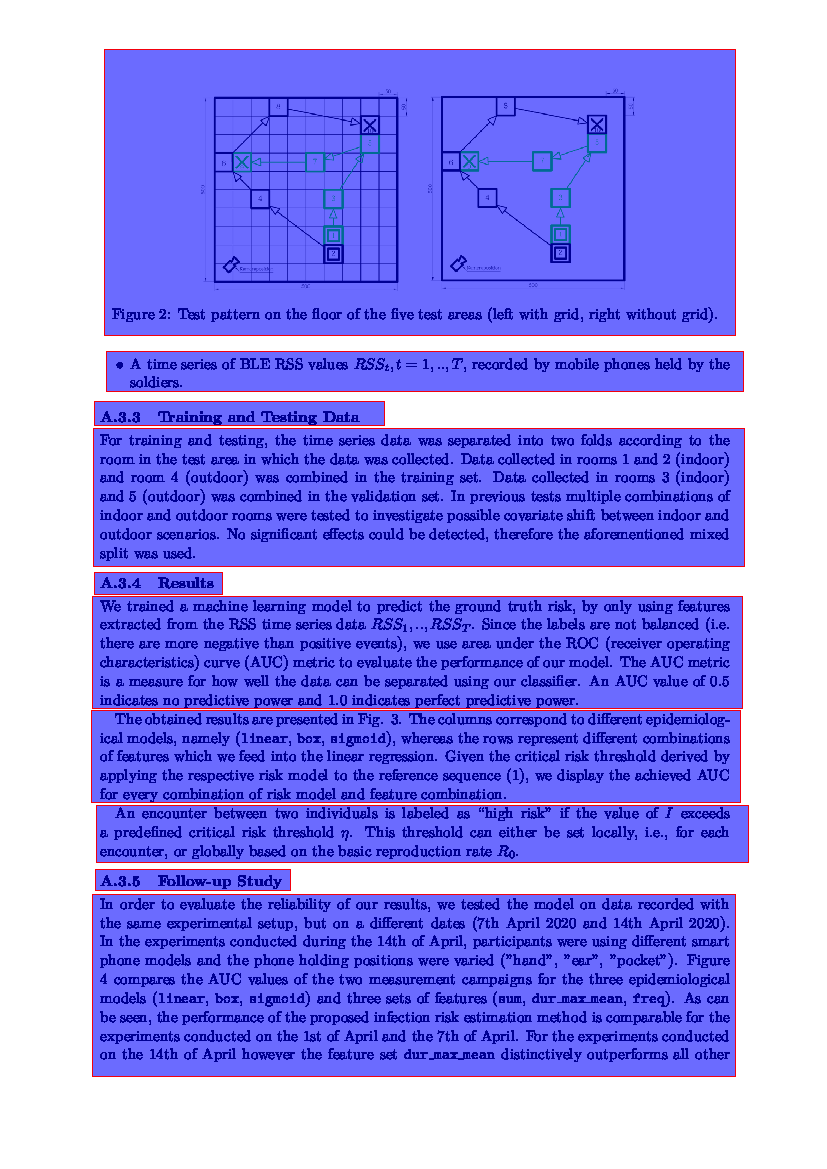 Figure 2: Test pattern on the floor of the five test areas (left with grid, right without grid).
• A time series of BLE RSS values RSS_t, t = 1, .., T, recorded by mobile phones held by the
soldiers.
A.3.3 Training and Testing Data
For training and testing, the time series data was separated into two folds according to the
room in the test area in which the data was collected. Data collected in rooms 1 and 2 (indoor)
and room 4 (outdoor) was combined in the training set. Data collected in rooms 3 (indoor)
and 5 (outdoor) was combined in the validation set. In previous tests multiple combinations of
indoor and outdoor rooms were tested to investigate possible covariate shift between indoor and
outdoor scenarios. No significant effects could be detected, therefore the aforementioned mixed
split was used.
A.3.4 Results
We trained a machine learning model to predict the ground truth risk, by only using features
extracted from the RSS time series data RSS_1, .., RSS_T. Since the labels are not balanced (i.e.
there are more negative than positive events), we use area under the ROC (receiver operating
characteristics) curve (AUC) metric to evaluate the performance of our model. The AUC metric
is a measure for how well the data can be separated using our classifier. An AUC value of 0.5
indicates no predictive power and 1.0 indicates perfect predictive power.
The obtained results are presented in Fig. 3. The columns correspond to different epidemiolog-
ical models, namely (linear, box, sigmoid), whereas the rows represent different combinations
of features which we feed into the linear regression. Given the critical risk threshold derived by
applying the respective risk model to the reference sequence (1), we display the achieved AUC
for every combination of risk model and feature combination.
An encounter between two individuals is labeled as “high risk” if the value of I exceeds
a predefined critical risk threshold η. This threshold can either be set locally, i.e., for each
encounter, or globally based on the basic reproduction rate R_0.
A.3.5 Follow-up Study
In order to evaluate the reliability of our results, we tested the model on data recorded with
the same experimental setup, but on a different dates (7th April 2020 and 14th April 2020).
In the experiments conducted during the 14th of April, participants were using different smart
phone models and the phone holding positions were varied (”hand”, ”ear”, ”pocket”). Figure
4 compares the AUC values of the two measurement campaigns for the three epidemiological
models (linear, box, sigmoid) and three sets of features (sum, dur_max_mean, freq). As can
be seen, the performance of the proposed infection risk estimation method is comparable for the
experiments conducted on the 1st of April and the 7th of April. For the experiments conducted
on the 14th of April however the feature set dur_max_mean distinctively outperforms all other